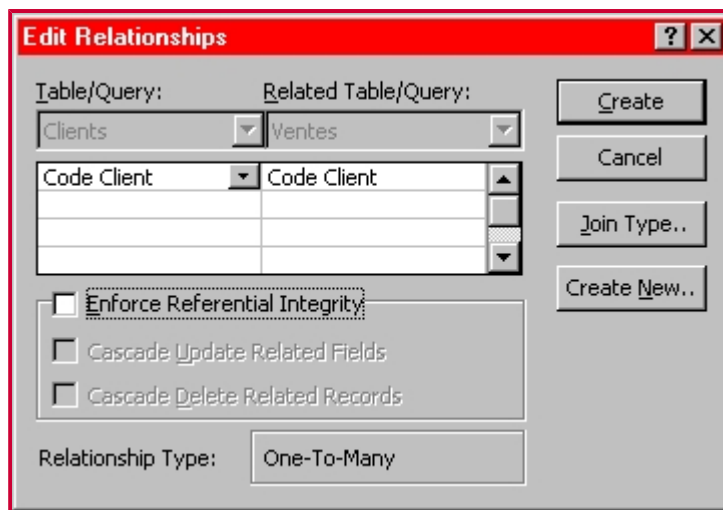 Edit Relationships
Table/Query: Related Table/Query:
Clients Ventes
Code Client Code Client
Enforce Referential Integrity
Cascade Update Related Fields
Cascade Delete Related Records
Relationship Type: One-To-Many
Create
Cancel
Join Type..
Create New..